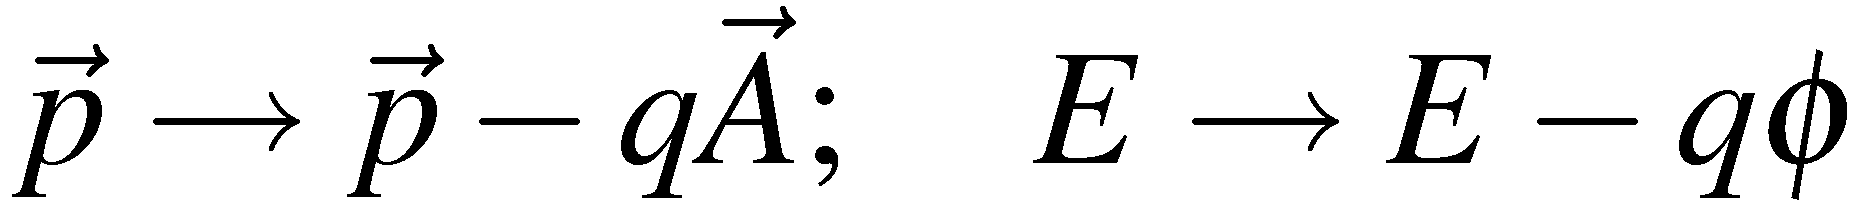 p⃗ → p⃗ − qA⃗; E → E − qϕ